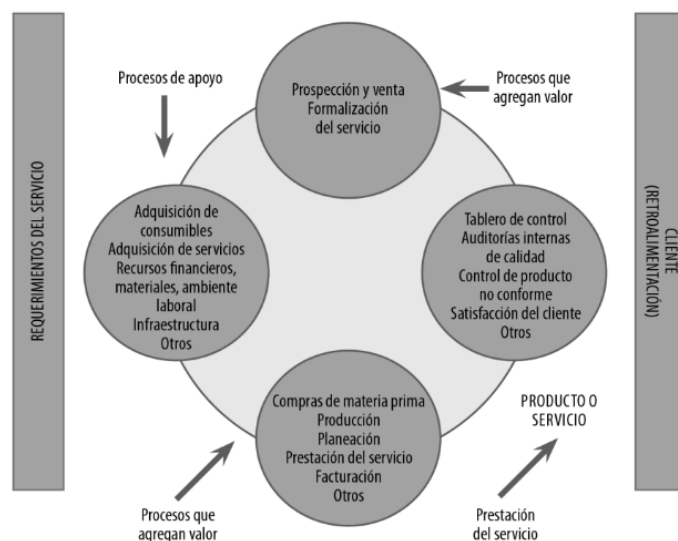 REQUERIMIENTOS DEL SERVICIO
Procesos de apoyo
Prospección y venta
Formalización
del servicio
Procesos que
agregan valor
Adquisición de
consumibles
Adquisición de servicios
Recursos financieros,
materiales, ambiente
laboral
Infraestructura
Otros
Tablero de control
Auditorías internas
de calidad
Control de producto
no conforme
Satisfacción del cliente
Otros
Compras de materia prima
Producción
Planeación
Prestación del servicio
Facturación
Otros
PRODUCTO O
SERVICIO
Procesos que
agregan valor
Prestación
del servicio
CLIENTE
(RETROALIMENTACIÓN)